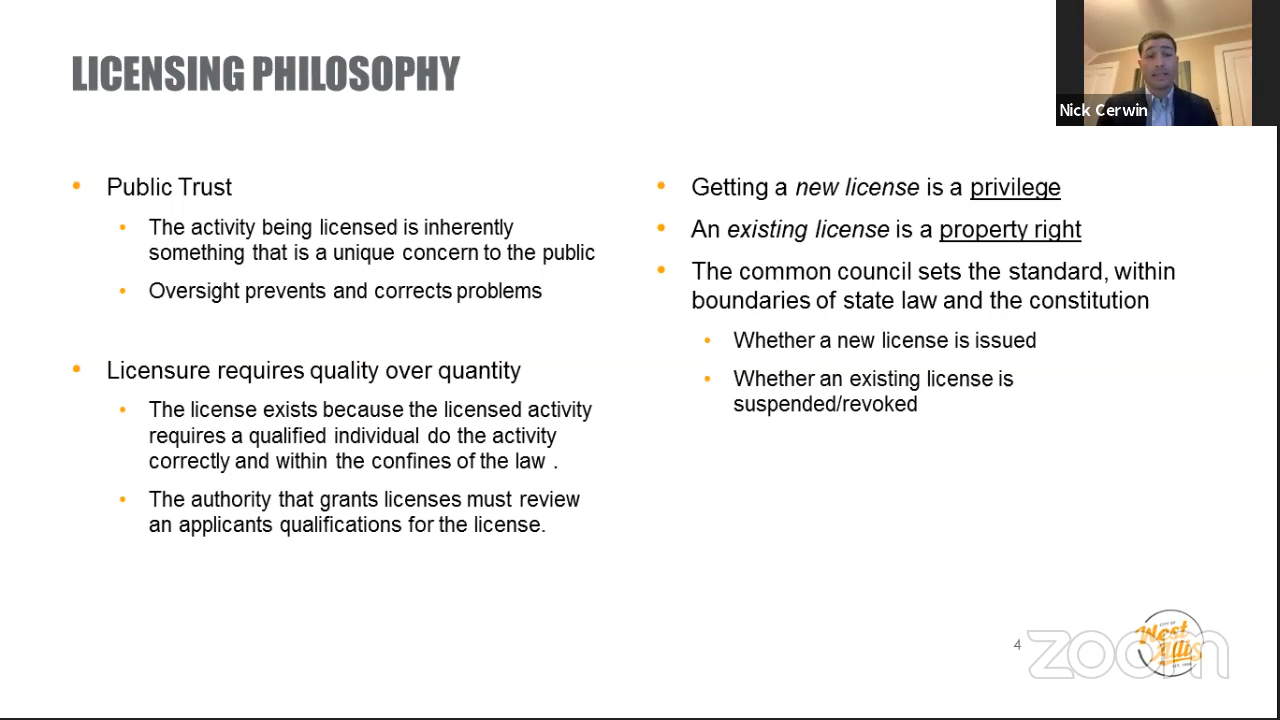 LICENSING PHILOSOPHY
Nick Cerwin
• Public Trust
• The activity being licensed is inherently
something that is a unique concern to the public
• Oversight prevents and corrects problems
• Licensure requires quality over quantity
• The license exists because the licensed activity
requires a qualified individual do the activity
correctly and within the confines of the law .
• The authority that grants licenses must review
an applicants qualifications for the license.
• Getting a new license is a privilege
• An existing license is a property right
• The common council sets the standard, within
boundaries of state law and the constitution
• Whether a new license is issued
• Whether an existing license is
suspended/revoked
4
CITY OF
West
Allis
zoom